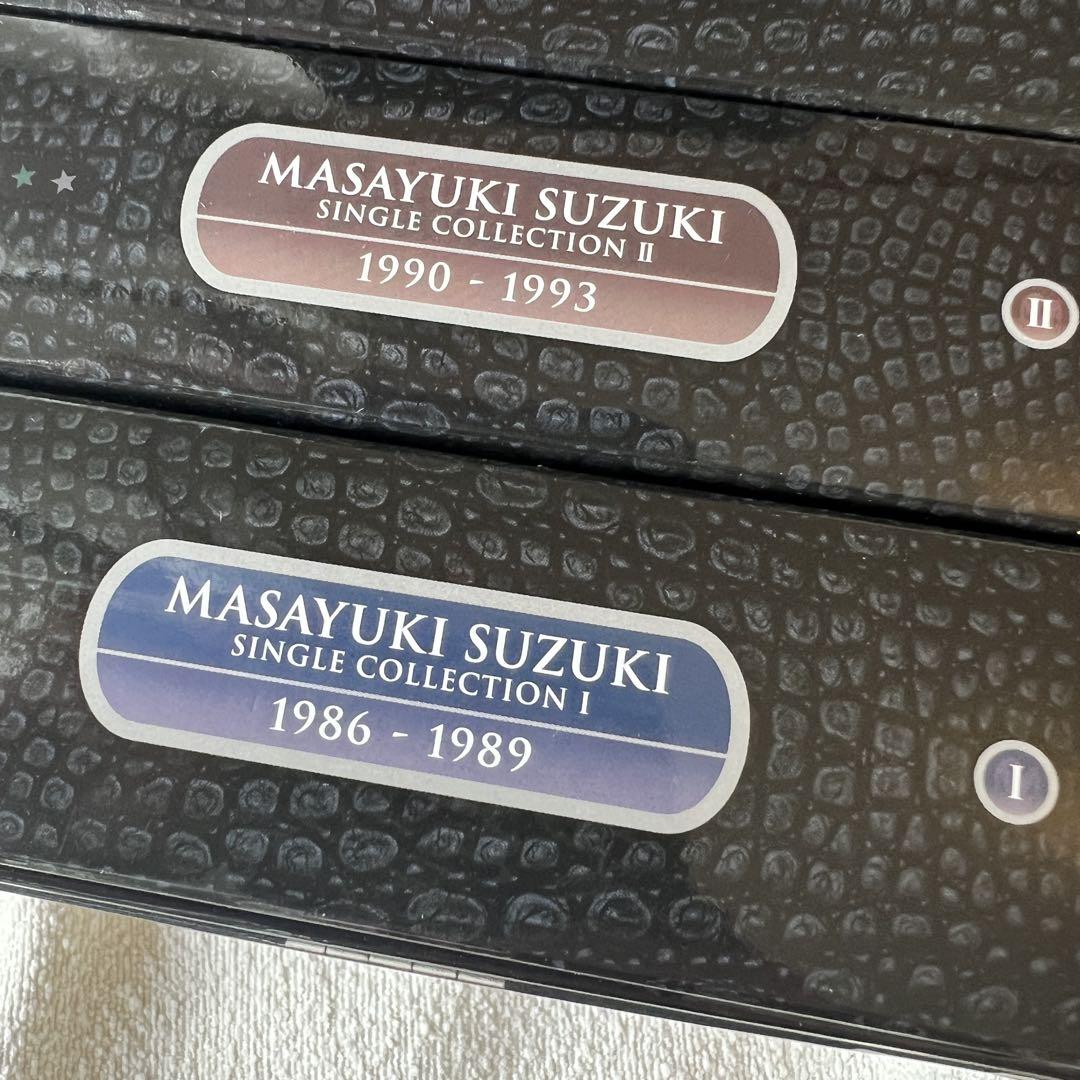 MASAYUKI SUZUKI
SINGLE COLLECTION II
1990 - 1993
II
MASAYUKI SUZUKI
SINGLE COLLECTION I
1986 - 1989
I